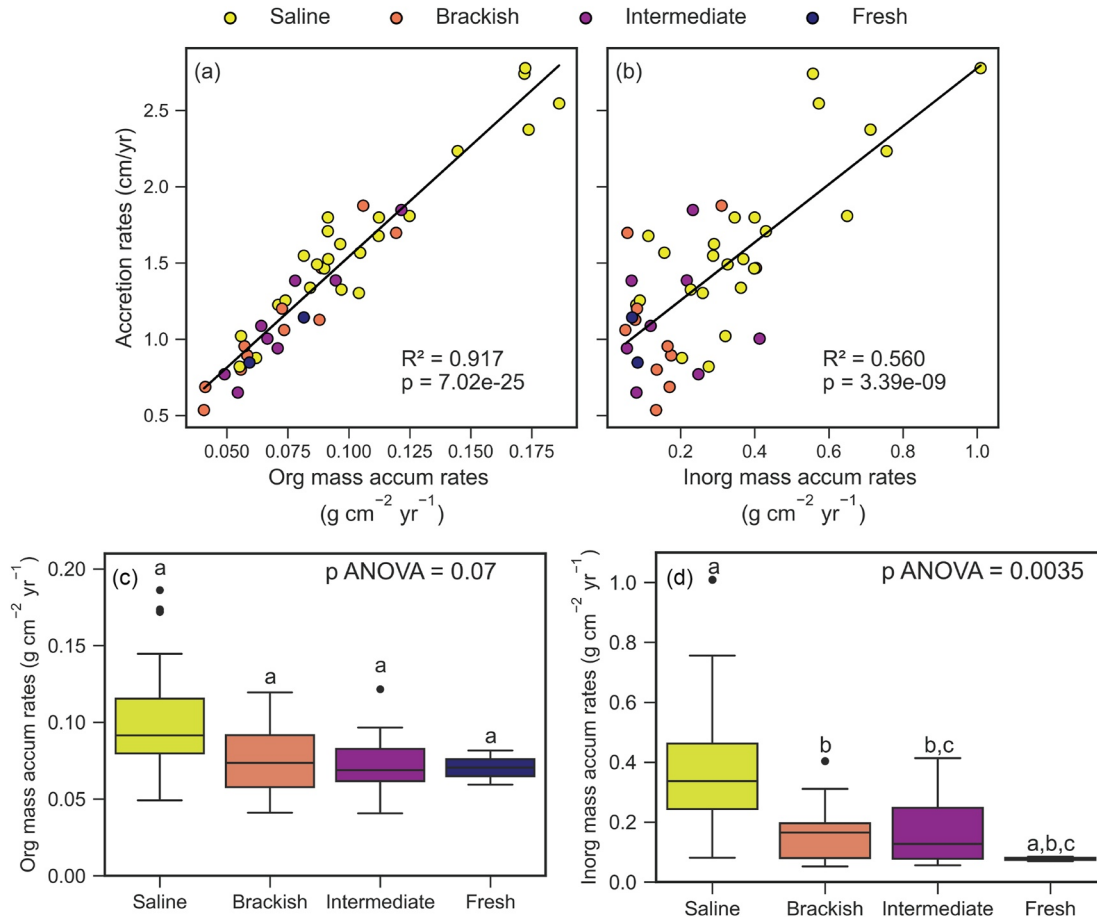 Saline Brackish Intermediate Fresh
(a)
Accretion rates (cm/yr)
2.5
2.0
1.5
1.0
0.5
R² = 0.917
p = 7.02e-25
0.050 0.075 0.100 0.125 0.150 0.175
Org mass accum rates
(g cm⁻² yr⁻¹)
(b)
R² = 0.560
p = 3.39e-09
0.2 0.4 0.6 0.8 1.0
Inorg mass accum rates
(g cm⁻² yr⁻¹)
(c)
p ANOVA = 0.07
Org mass accum rates (g cm⁻² yr⁻¹)
0.20
0.15
0.10
0.05
0.00
a
a
a
a
Saline Brackish Intermediate Fresh
(d)
p ANOVA = 0.0035
Inorg mass accum rates (g cm⁻² yr⁻¹)
1.0
0.8
0.6
0.4
0.2
0.0
a
b
b,c
a,b,c
Saline Brackish Intermediate Fresh